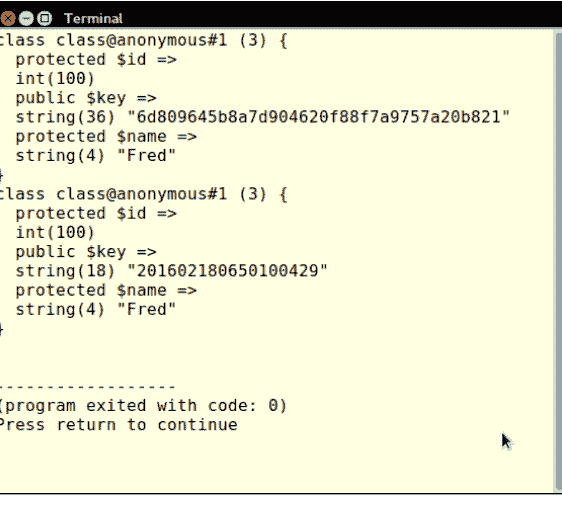 Terminal
class class@anonymous#1 (3) {
  protected $id =>
  int(100)
  public $key =>
  string(36) "6d809645b8a7d904620f88f7a9757a20b821"
  protected $name =>
  string(4) "Fred"
}
class class@anonymous#1 (3) {
  protected $id =>
  int(100)
  public $key =>
  string(18) "201602180650100429"
  protected $name =>
  string(4) "Fred"
}
------------------
(program exited with code: 0)
Press return to continue